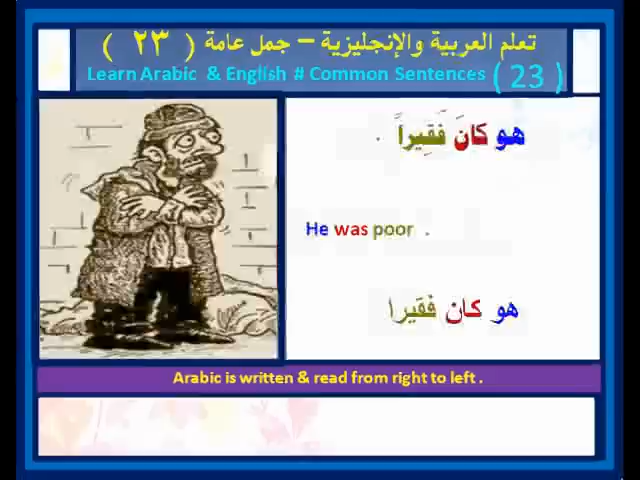 تعلم العربية والإنجليزية – جمل عامة ( ٢٣ )
Learn Arabic & English # Common Sentences ( 23 )
هو كانَ فَقِيراً .
He was poor .
هو كان فقيرا
Arabic is written & read from right to left .